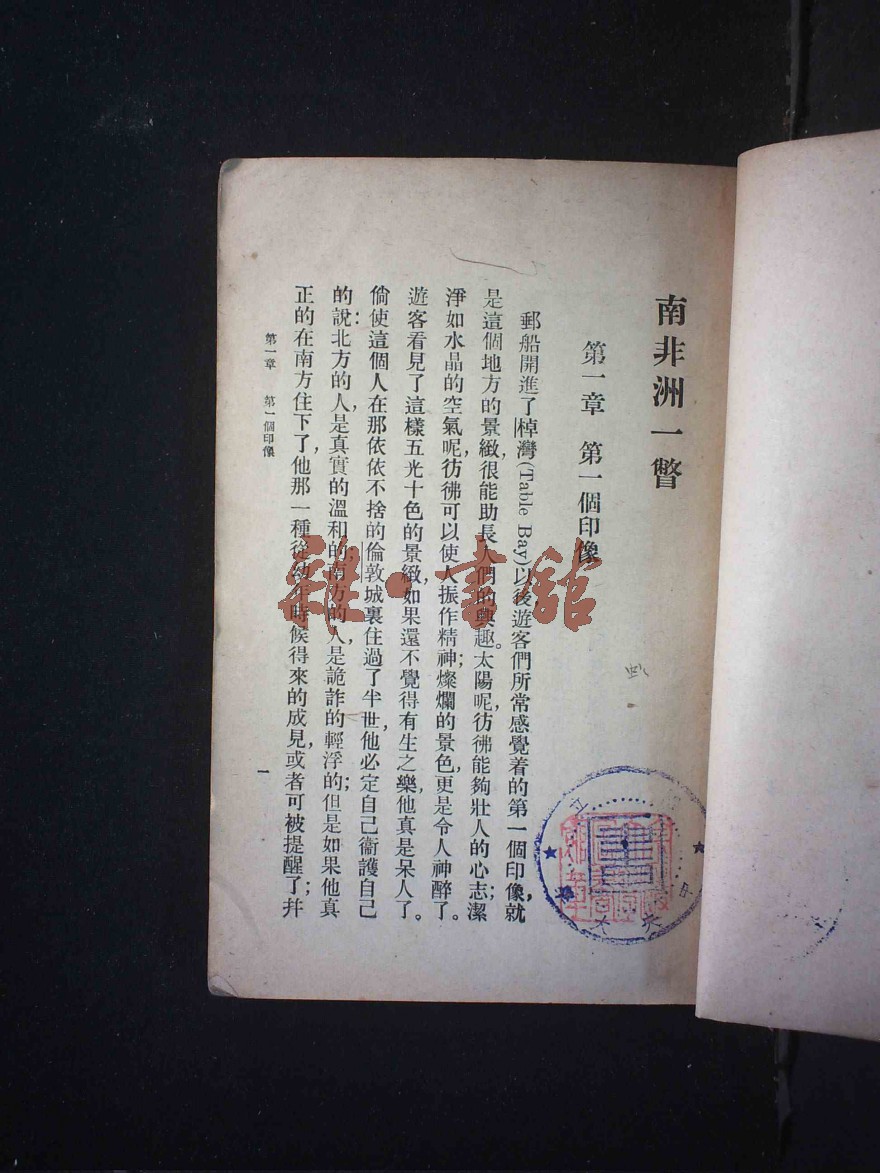 南非洲一瞥
第一章 第一個印像
郵船開進了棹灣(Table Bay)以後遊客們所常感覺着的第一個印像,就
是這個地方的景緻,很能助長人們的興趣。太陽呢,彷彿能夠壯人的心志;潔
淨如水晶的空氣呢,彷彿可以使人振作精神;燦爛的景色,更是令人神醉了。
遊客看見了這樣五光十色的景緻,如果還不覺得有生之樂,他真是呆人了。
倘使這個人在那依依不捨的倫敦城裏住過了半世,他必定自己衞護自己
的;說北方的人,是真實的溫和的,南方的人,是詭詐的輕浮的;但是如果他真
正的在南方住下了,他那一種從幼年時候得來的成見,或者可被提醒了;并
第一章 第一個印像
一
雜·書館